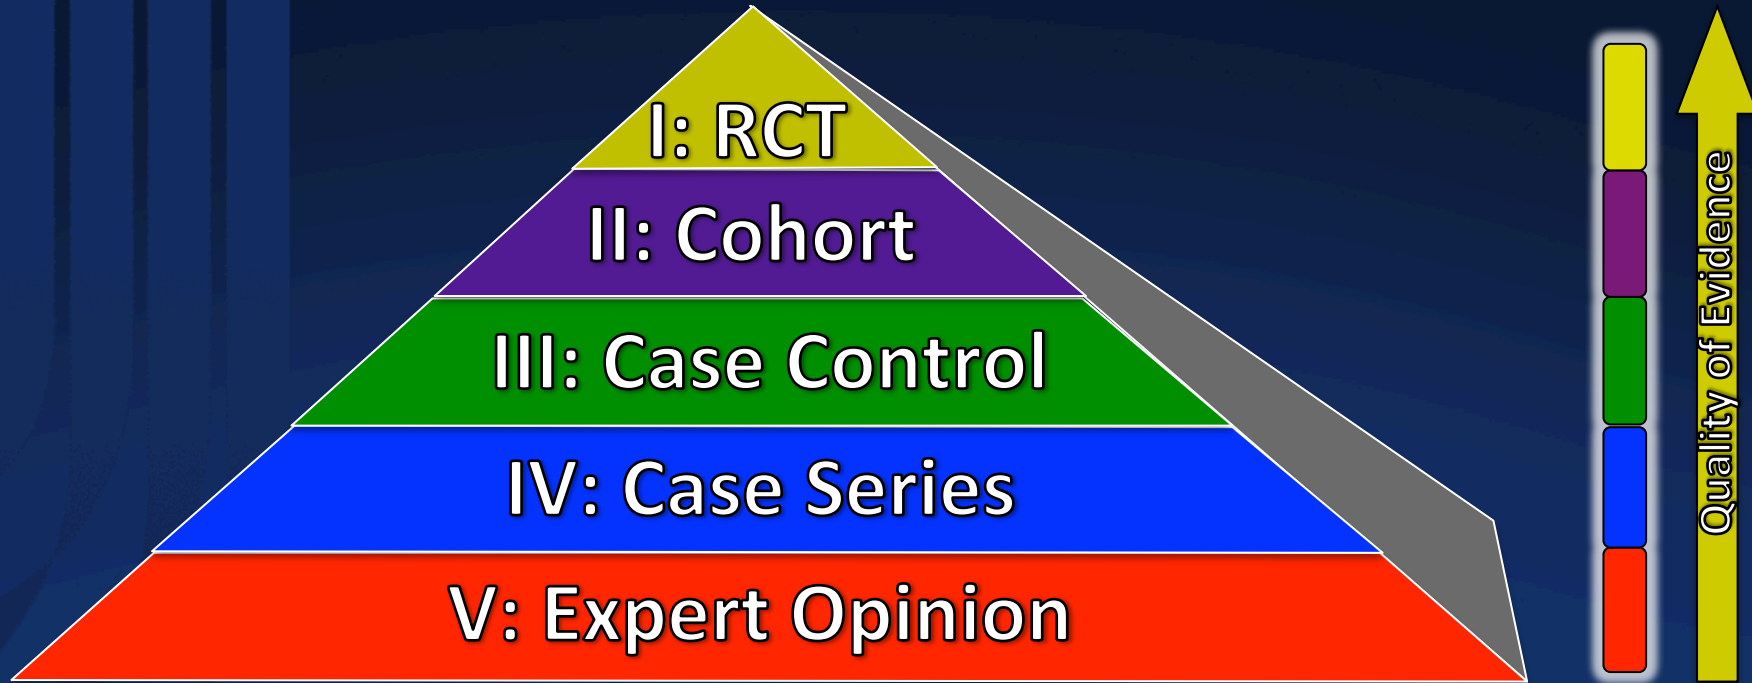 I: RCT
II: Cohort
III: Case Control
IV: Case Series
V: Expert Opinion
Quality of Evidence